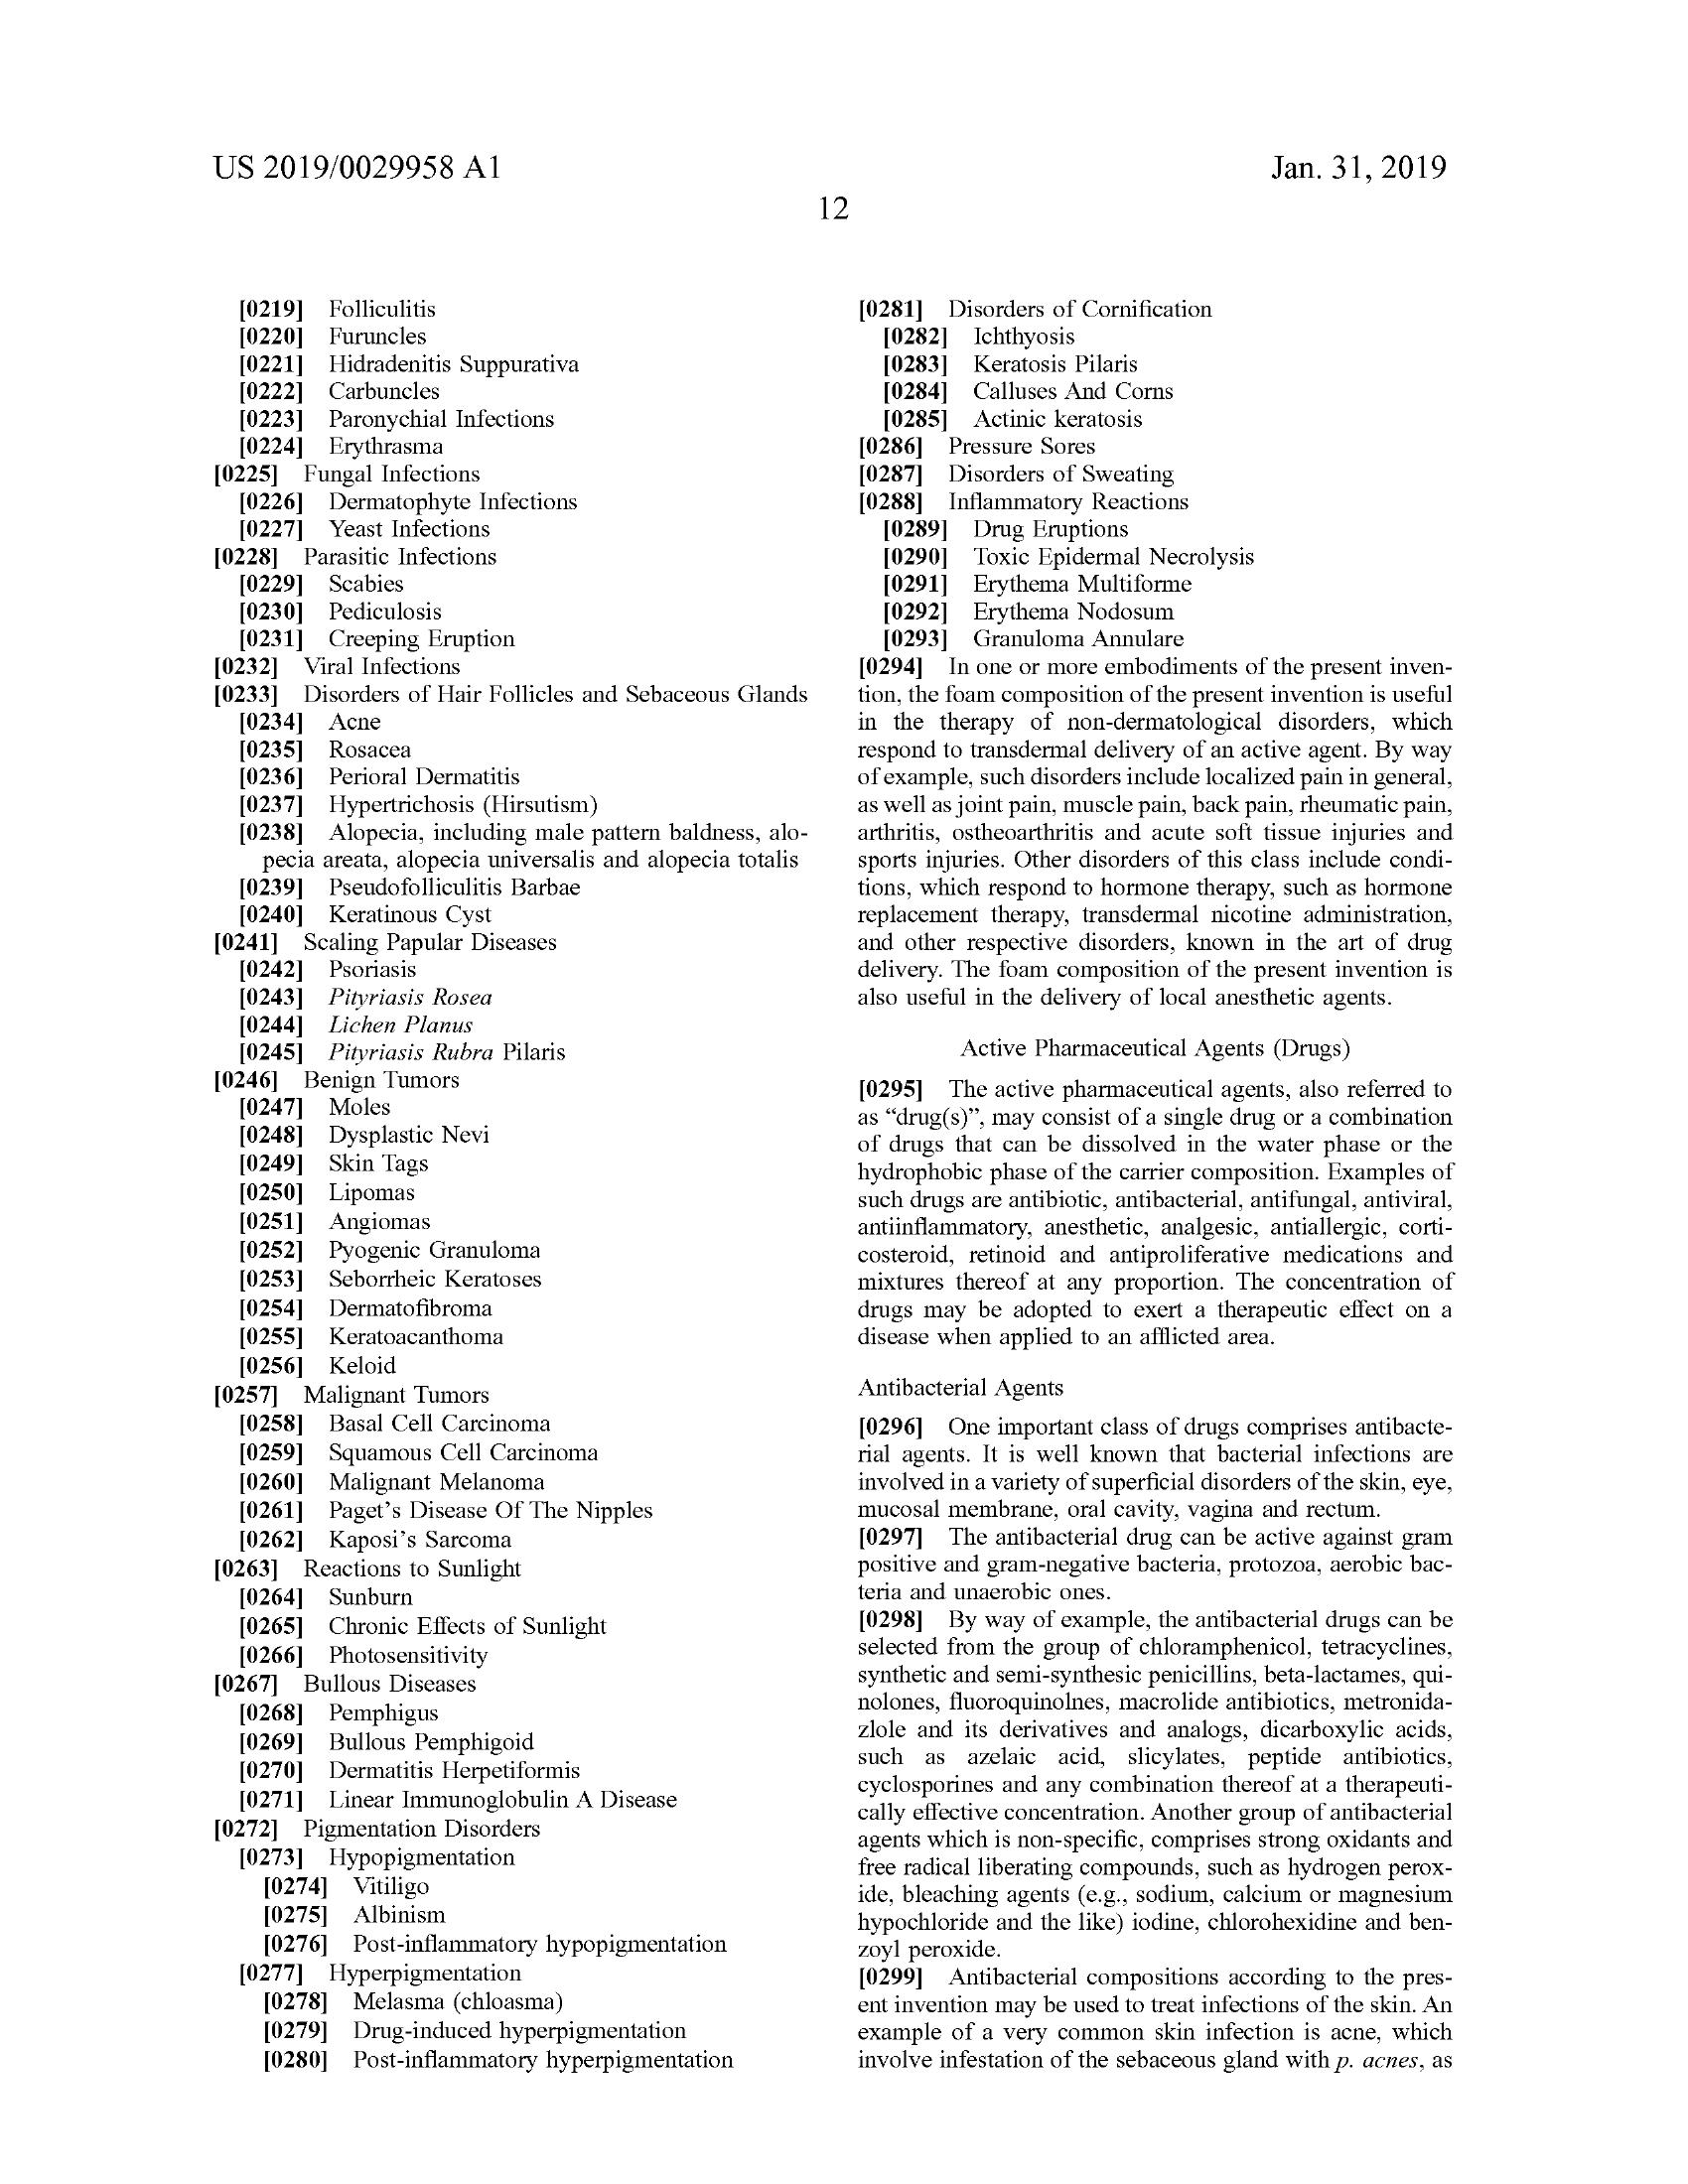 US 2019/0029958 A1
Jan. 31, 2019
12
[0219] Folliculitis
[0220] Furuncles
[0221] Hidradenitis Suppurativa
[0222] Carbuncles
[0223] Paronychial Infections
[0224] Erythrasma
[0225] Fungal Infections
[0226] Dermatophyte Infections
[0227] Yeast Infections
[0228] Parasitic Infections
[0229] Scabies
[0230] Pediculosis
[0231] Creeping Eruption
[0232] Viral Infections
[0233] Disorders of Hair Follicles and Sebaceous Glands
[0234] Acne
[0235] Rosacea
[0236] Perioral Dermatitis
[0237] Hypertrichosis (Hirsutism)
[0238] Alopecia, including male pattern baldness, alo-
pecia areata, alopecia universalis and alopecia totalis
[0239] Pseudofolliculitis Barbae
[0240] Keratinous Cyst
[0241] Scaling Papular Diseases
[0242] Psoriasis
[0243] Pityriasis Rosea
[0244] Lichen Planus
[0245] Pityriasis Rubra Pilaris
[0246] Benign Tumors
[0247] Moles
[0248] Dysplastic Nevi
[0249] Skin Tags
[0250] Lipomas
[0251] Angiomas
[0252] Pyogenic Granuloma
[0253] Seborrheic Keratoses
[0254] Dermatofibroma
[0255] Keratoacanthoma
[0256] Keloid
[0257] Malignant Tumors
[0258] Basal Cell Carcinoma
[0259] Squamous Cell Carcinoma
[0260] Malignant Melanoma
[0261] Paget's Disease Of The Nipples
[0262] Kaposi's Sarcoma
[0263] Reactions to Sunlight
[0264] Sunburn
[0265] Chronic Effects of Sunlight
[0266] Photosensitivity
[0267] Bullous Diseases
[0268] Pemphigus
[0269] Bullous Pemphigoid
[0270] Dermatitis Herpetiformis
[0271] Linear Immunoglobulin A Disease
[0272] Pigmentation Disorders
[0273] Hypopigmentation
[0274] Vitiligo
[0275] Albinism
[0276] Post-inflammatory hypopigmentation
[0277] Hyperpigmentation
[0278] Melasma (chloasma)
[0279] Drug-induced hyperpigmentation
[0280] Post-inflammatory hyperpigmentation
[0281] Disorders of Cornification
[0282] Ichthyosis
[0283] Keratosis Pilaris
[0284] Calluses And Corns
[0285] Actinic keratosis
[0286] Pressure Sores
[0287] Disorders of Sweating
[0288] Inflammatory Reactions
[0289] Drug Eruptions
[0290] Toxic Epidermal Necrolysis
[0291] Erythema Multiforme
[0292] Erythema Nodosum
[0293] Granuloma Annulare
[0294] In one or more embodiments of the present inven-
tion, the foam composition of the present invention is useful
in the therapy of non-dermatological disorders, which
respond to transdermal delivery of an active agent. By way
of example, such disorders include localized pain in general,
as well as joint pain, muscle pain, back pain, rheumatic pain,
arthritis, ostheoarthritis and acute soft tissue injuries and
sports injuries. Other disorders of this class include condi-
tions, which respond to hormone therapy, such as hormone
replacement therapy, transdermal nicotine administration,
and other respective disorders, known in the art of drug
delivery. The foam composition of the present invention is
also useful in the delivery of local anesthetic agents.
Active Pharmaceutical Agents (Drugs)
[0295] The active pharmaceutical agents, also referred to
as “drug(s)”, may consist of a single drug or a combination
of drugs that can be dissolved in the water phase or the
hydrophobic phase of the carrier composition. Examples of
such drugs are antibiotic, antibacterial, antifungal, antiviral,
antiinflammatory, anesthetic, analgesic, antiallergic, corti-
costeroid, retinoid and antiproliferative medications and
mixtures thereof at any proportion. The concentration of
drugs may be adopted to exert a therapeutic effect on a
disease when applied to an afflicted area.
Antibacterial Agents
[0296] One important class of drugs comprises antibacte-
rial agents. It is well known that bacterial infections are
involved in a variety of superficial disorders of the skin, eye,
mucosal membrane, oral cavity, vagina and rectum.
[0297] The antibacterial drug can be active against gram
positive and gram-negative bacteria, protozoa, aerobic bac-
teria and unaerobic ones.
[0298] By way of example, the antibacterial drugs can be
selected from the group of chloramphenicol, tetracyclines,
synthetic and semi-synthesic penicillins, beta-lactames, qui-
nolones, fluoroquinolnes, macrolide antibiotics, metronida-
zlole and its derivatives and analogs, dicarboxylic acids,
such as azelaic acid, slicylates, peptide antibiotics,
cyclosporines and any combination thereof at a therapeuti-
cally effective concentration. Another group of antibacterial
agents which is non-specific, comprises strong oxidants and
free radical liberating compounds, such as hydrogen perox-
ide, bleaching agents (e.g., sodium, calcium or magnesium
hypochloride and the like) iodine, chlorohexidine and ben-
zoyl peroxide.
[0299] Antibacterial compositions according to the pres-
ent invention may be used to treat infections of the skin. An
example of a very common skin infection is acne, which
involve infestation of the sebaceous gland with p. acnes, as